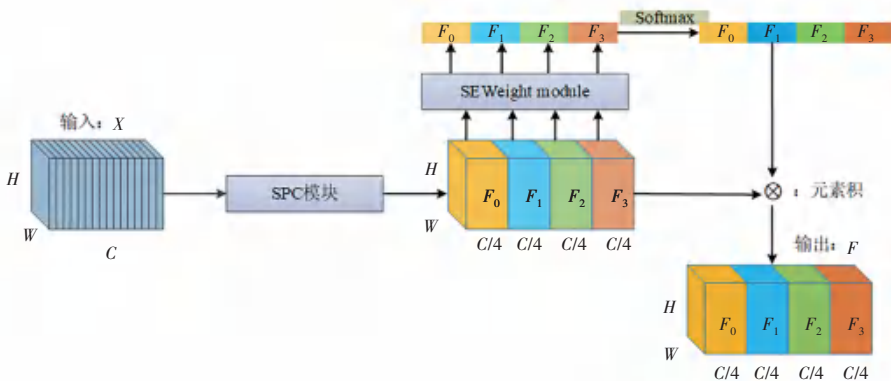 F0 F1 F2 F3
Softmax
F0 F1 F2 F3
SEWeight module
输入：X
H
W
C
SPC模块
H
W
F0 F1 F2 F3
C/4 C/4 C/4 C/4
⊗ ：元素积
输出：F
H
W
F0 F1 F2 F3
C/4 C/4 C/4 C/4